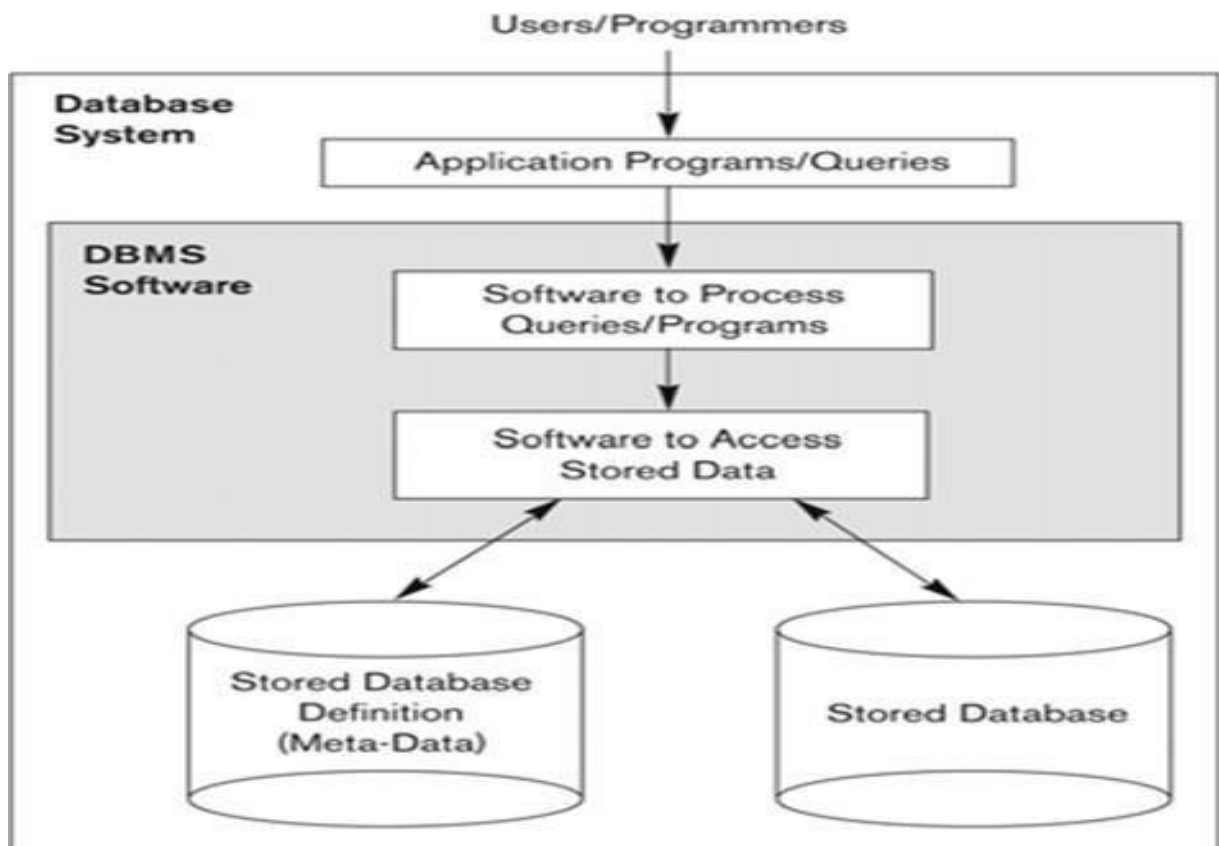 Users/Programmers
Database
System
Application Programs/Queries
DBMS
Software
Software to Process
Queries/Programs
Software to Access
Stored Data
Stored Database
Definition
(Meta-Data)
Stored Database